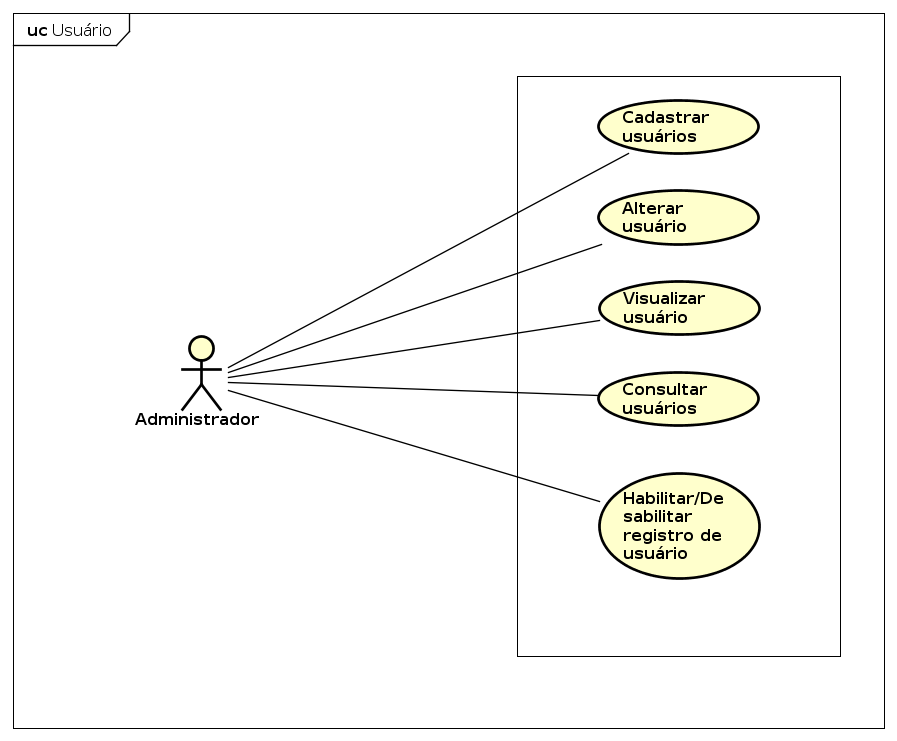 uc Usuário
Cadastrar
usuários
Alterar
usuário
Visualizar
usuário
Administrador
Consultar
usuários
Habilitar/De
sabilitar
registro de
usuário